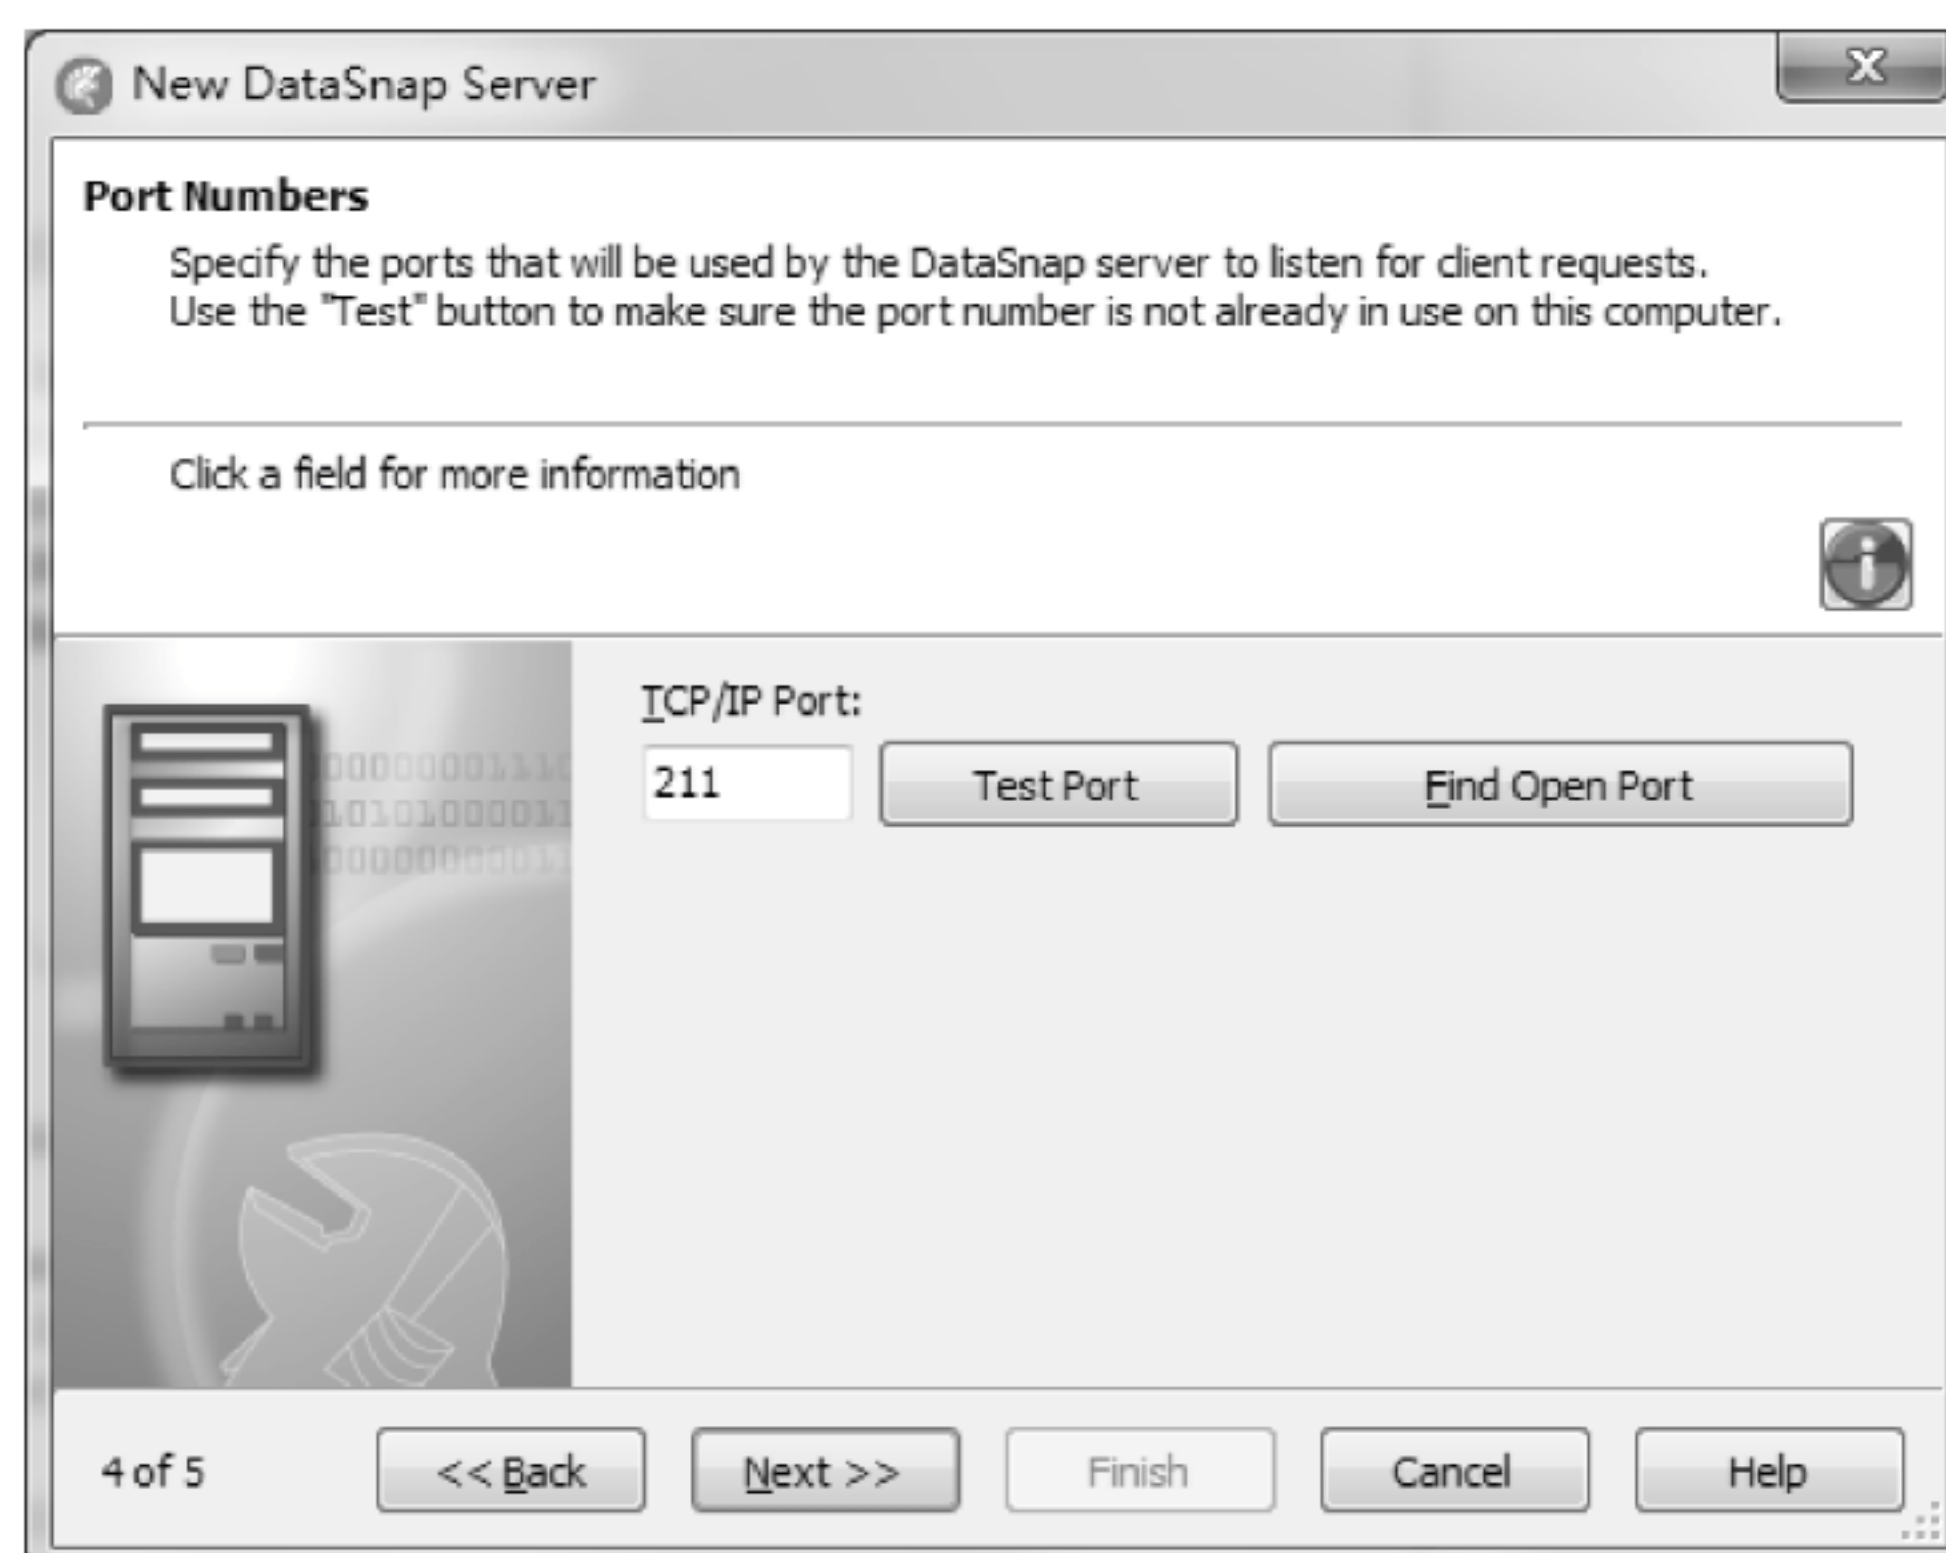 New DataSnap Server
Port Numbers
Specify the ports that will be used by the DataSnap server to listen for client requests.
Use the "Test" button to make sure the port number is not already in use on this computer.
Click a field for more information
TCP/IP Port:
211 Test Port Find Open Port
4 of 5 << Back Next >> Finish Cancel Help